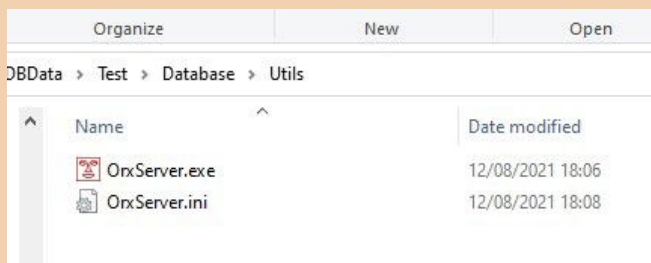 Organize New Open
DBData > Test > Database > Utils
Name Date modified
OrxServer.exe 12/08/2021 18:06
OrxServer.ini 12/08/2021 18:08